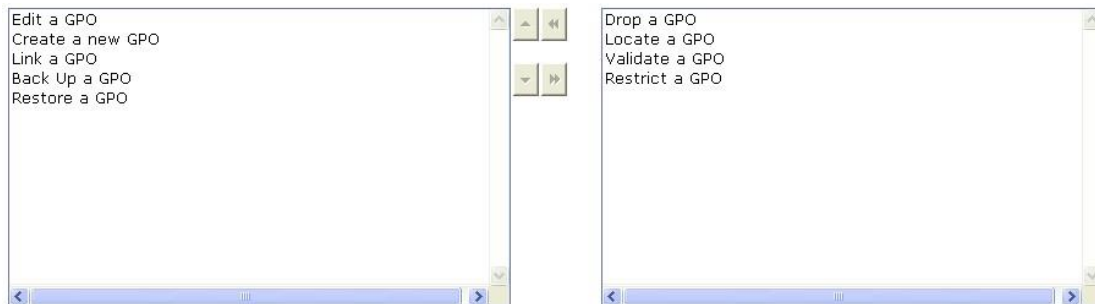 Edit a GPO
Create a new GPO
Link a GPO
Back Up a GPO
Restore a GPO
Drop a GPO
Locate a GPO
Validate a GPO
Restrict a GPO